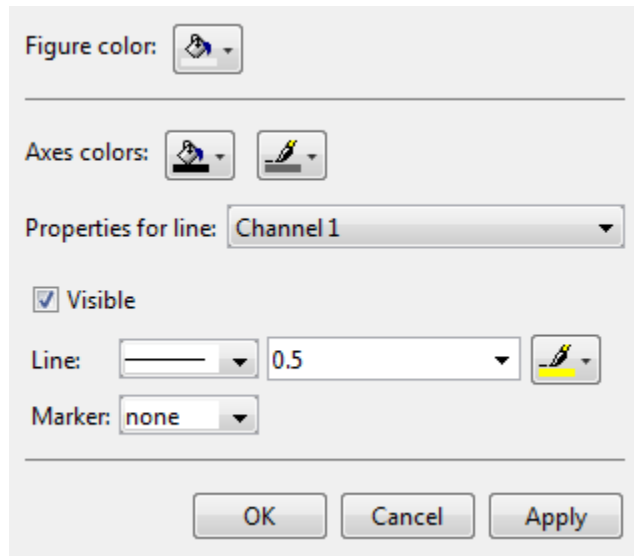 Figure color:
Axes colors:
Properties for line: Channel 1
Visible
Line: 0.5
Marker: none
OK Cancel Apply